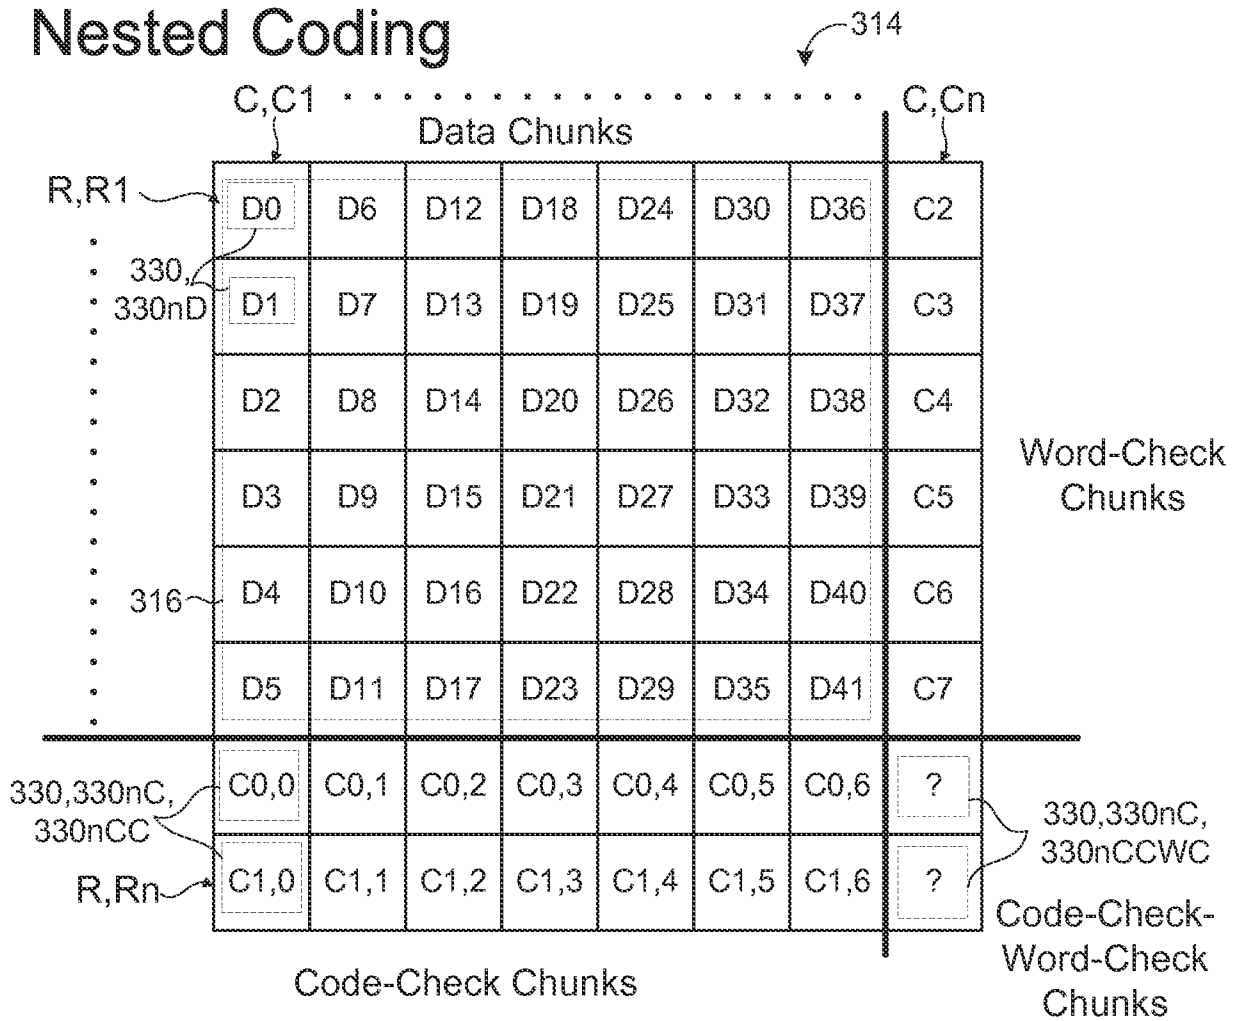 Nested Coding
314
C,C1
C,Cn
Data Chunks
R,R1
D0 D6 D12 D18 D24 D30 D36 C2
330,
330nD
D1 D7 D13 D19 D25 D31 D37 C3
D2 D8 D14 D20 D26 D32 D38 C4
Word-Check
Chunks
D3 D9 D15 D21 D27 D33 D39 C5
316
D4 D10 D16 D22 D28 D34 D40 C6
D5 D11 D17 D23 D29 D35 D41 C7
330,330nC,
330nCC
C0,0 C0,1 C0,2 C0,3 C0,4 C0,5 C0,6 ?
330,330nC,
330nCCWC
R,Rn
C1,0 C1,1 C1,2 C1,3 C1,4 C1,5 C1,6 ?
Code-Check-
Word-Check
Chunks
Code-Check Chunks